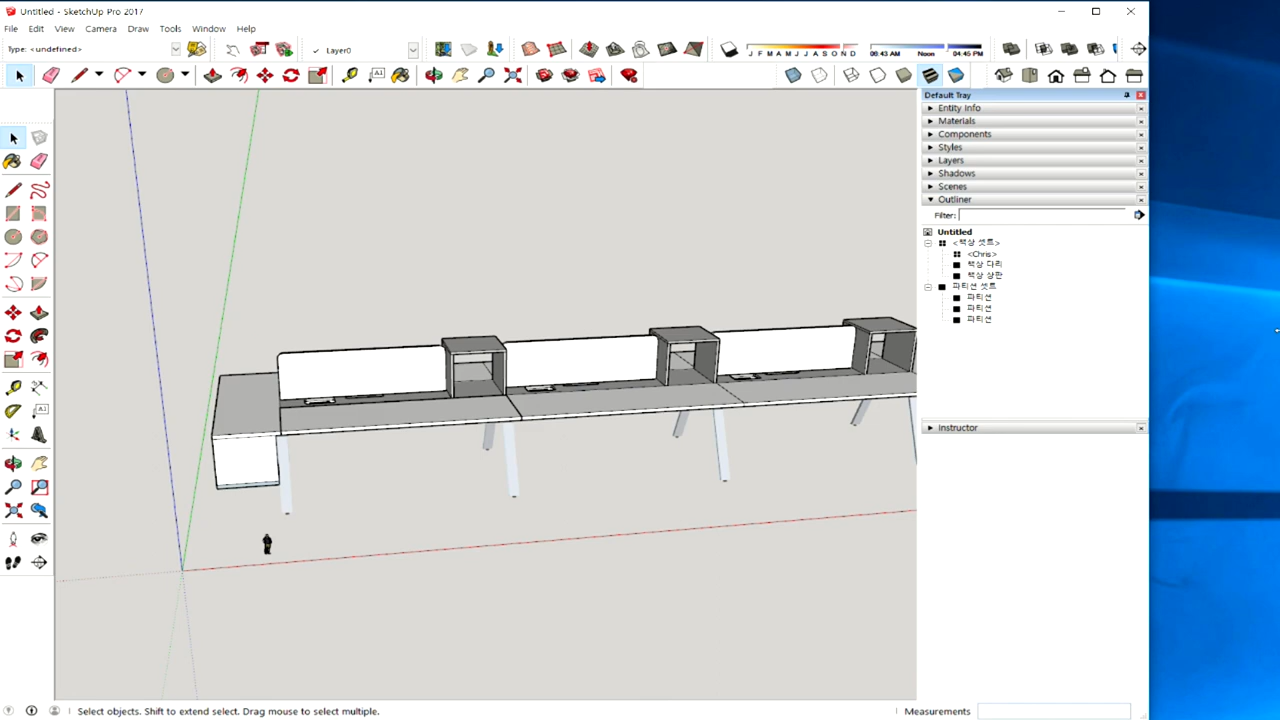 Untitled - SketchUp Pro 2017
File Edit View Camera Draw Tools Window Help
Type: <undefined>
Layer0
J F M A M J J A S O N D
06:43 AM Noon 04:45 PM
Default Tray
Entity Info
Materials
Components
Styles
Layers
Shadows
Scenes
Outliner
Filter:
Untitled
<책상 셋트>
<Chris>
책상 다리
책상 상판
파티션 셋트
파티션
파티션
파티션
Instructor
Select objects. Shift to extend select. Drag mouse to select multiple.
Measurements